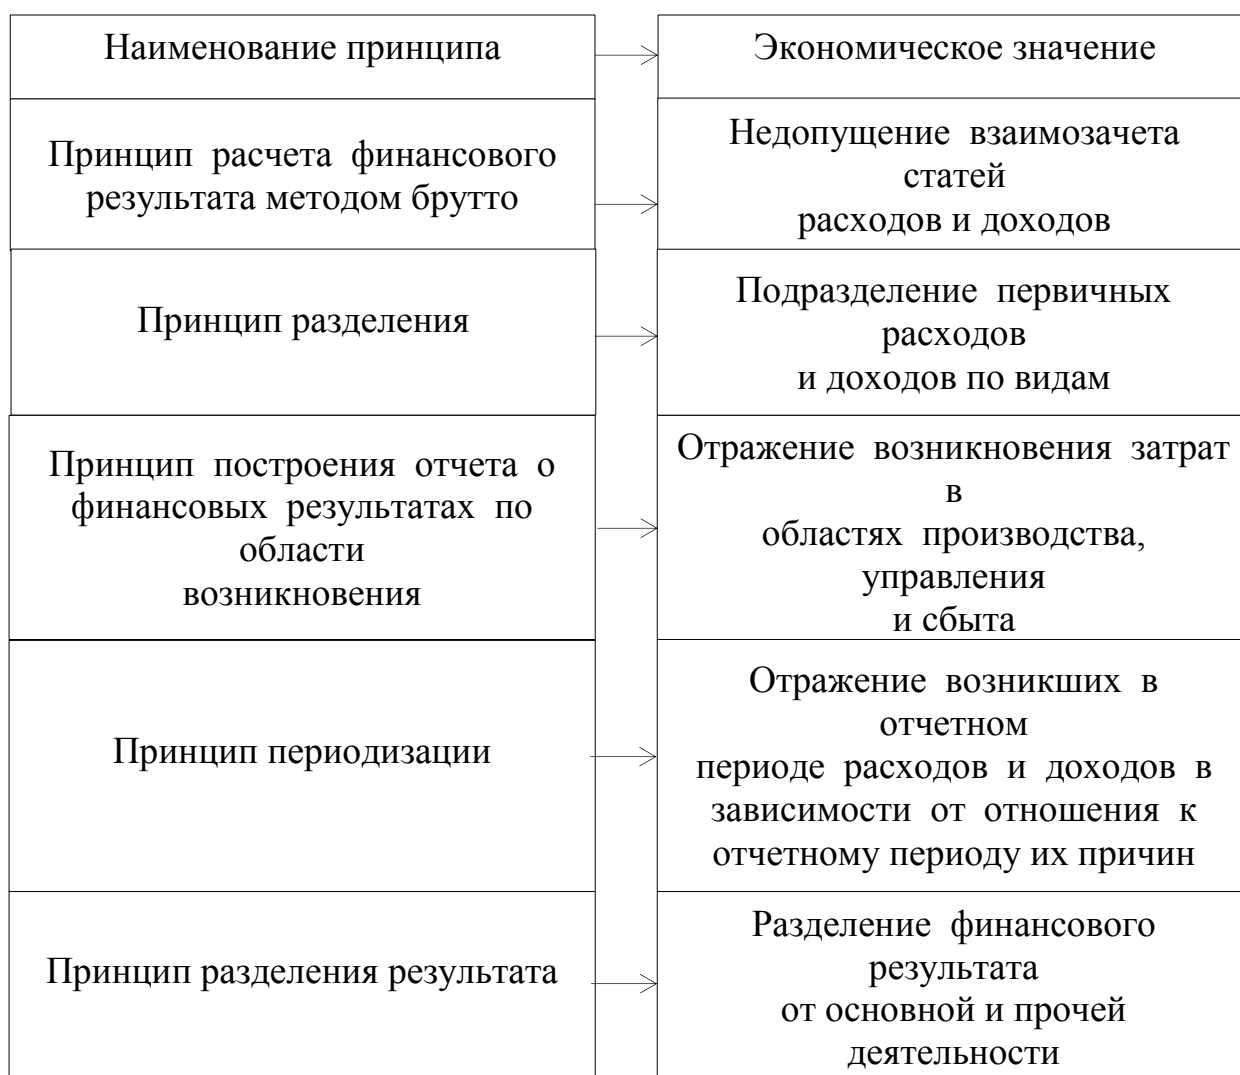 Наименование принципа
Экономическое значение
Принцип расчета финансового
результата методом брутто
Недопущение взаимозачета
статей
расходов и доходов
Принцип разделения
Подразделение первичных
расходов
и доходов по видам
Принцип построения отчета о
финансовых результатах по
области
возникновения
Отражение возникновения затрат
в
областях производства,
управления
и сбыта
Принцип периодизации
Отражение возникших в
отчетном
периоде расходов и доходов в
зависимости от отношения к
отчетному периоду их причин
Принцип разделения результата
Разделение финансового
результата
от основной и прочей
деятельности